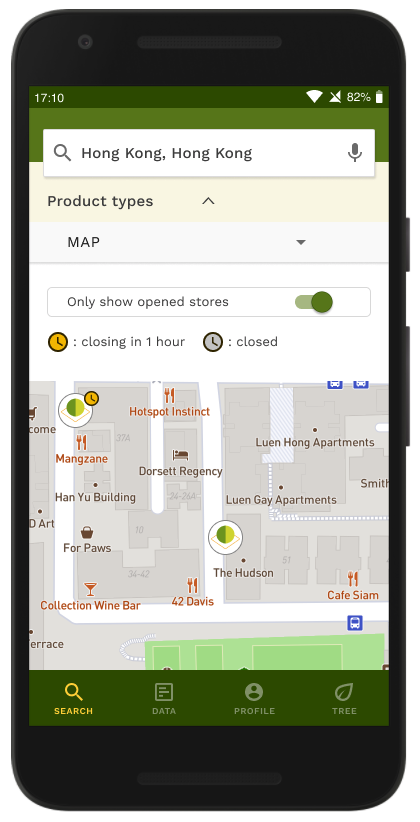 17:10
82%
Hong Kong, Hong Kong
Product types
MAP
Only show opened stores
: closing in 1 hour
: closed
Hotspot Instinct
come
37A
Luen Hong Apartments
Mangzane
Dorsett Regency
Smith
Han Yu Building
24-26A
Luen Gay Apartments
D Art
10
For Paws
51
The Hudson
34-42
Cafe Siam
42 Davis
Collection Wine Bar
errace
SEARCH
DATA
PROFILE
TREE